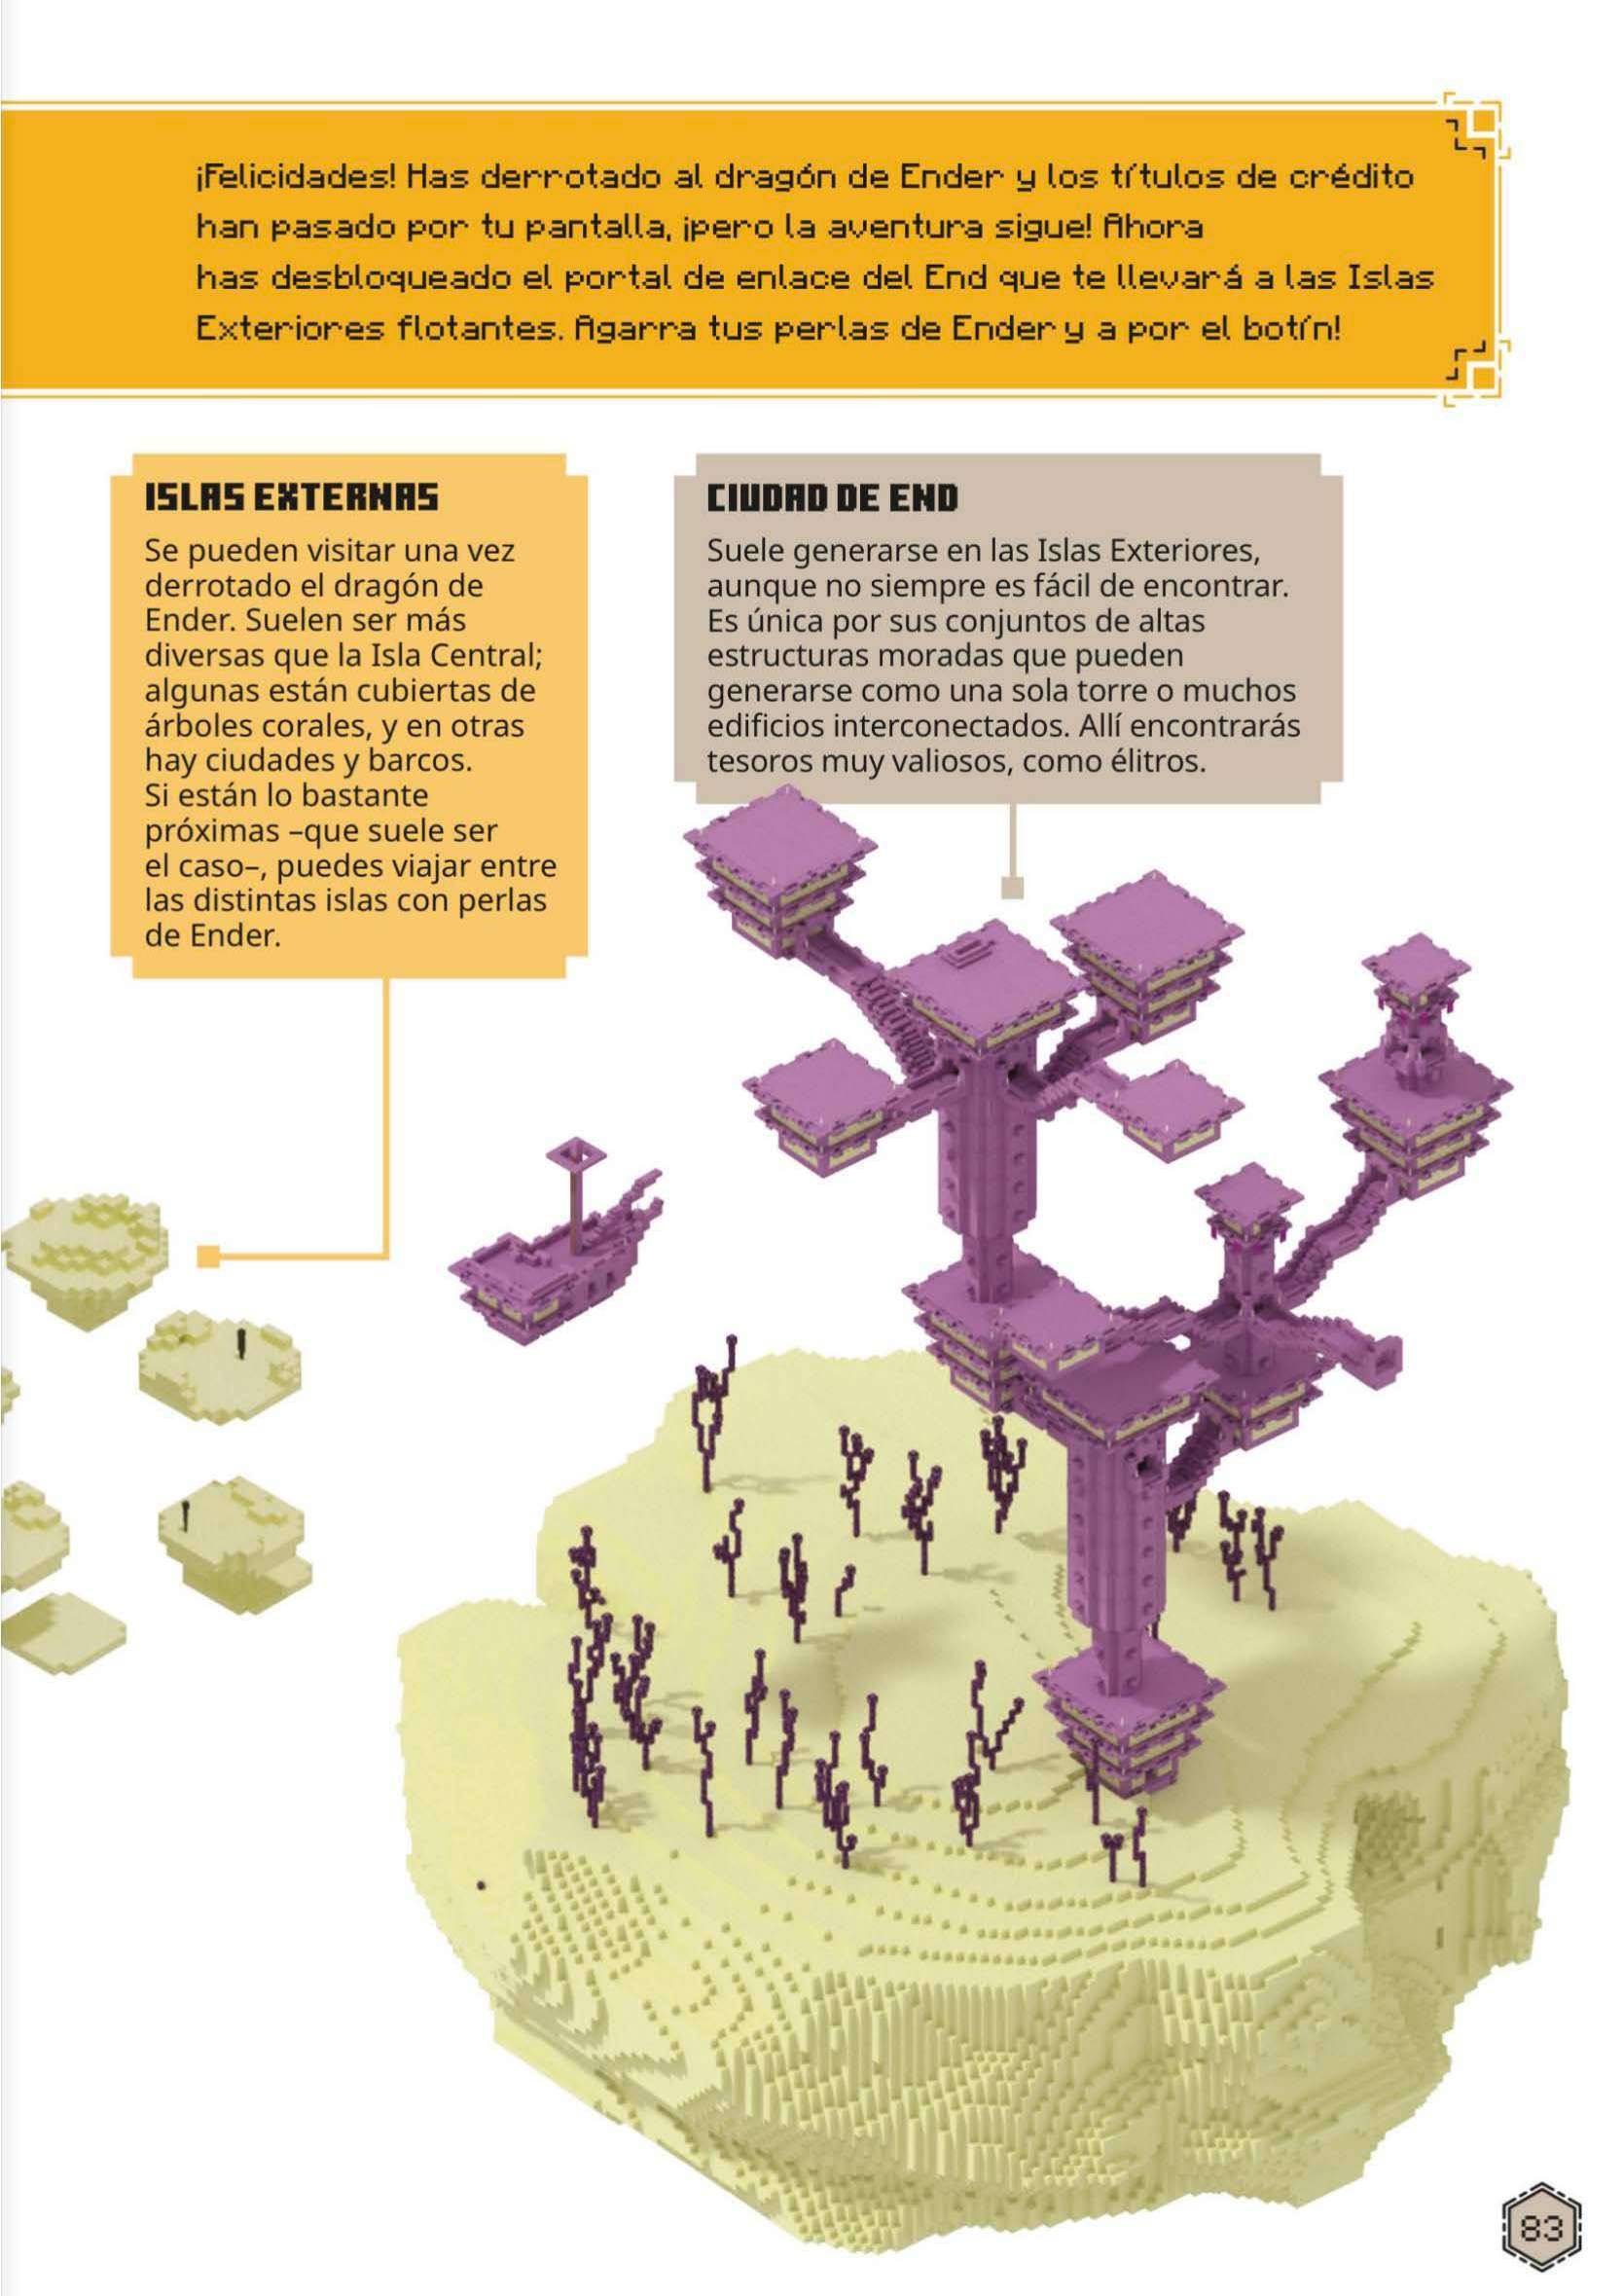 ¡Felicidades! Has derrotado al dragón de Ender y los títulos de crédito
han pasado por tu pantalla, ¡pero la aventura sigue! Ahora
has desbloqueado el portal de enlace del End que te llevará a las Islas
Exteriores flotantes. Agarra tus perlas de Ender y a por el botín!
ISLAS EXTERNAS
Se pueden visitar una vez
derrotado el dragón de
Ender. Suelen ser más
diversas que la Isla Central;
algunas están cubiertas de
árboles corales, y en otras
hay ciudades y barcos.
Si están lo bastante
próximas –que suele ser
el caso–, puedes viajar entre
las distintas islas con perlas
de Ender.
CIUDAD DE END
Suele generarse en las Islas Exteriores,
aunque no siempre es fácil de encontrar.
Es única por sus conjuntos de altas
estructuras moradas que pueden
generarse como una sola torre o muchos
edificios interconectados. Allí encontrarás
tesoros muy valiosos, como élitros.
83